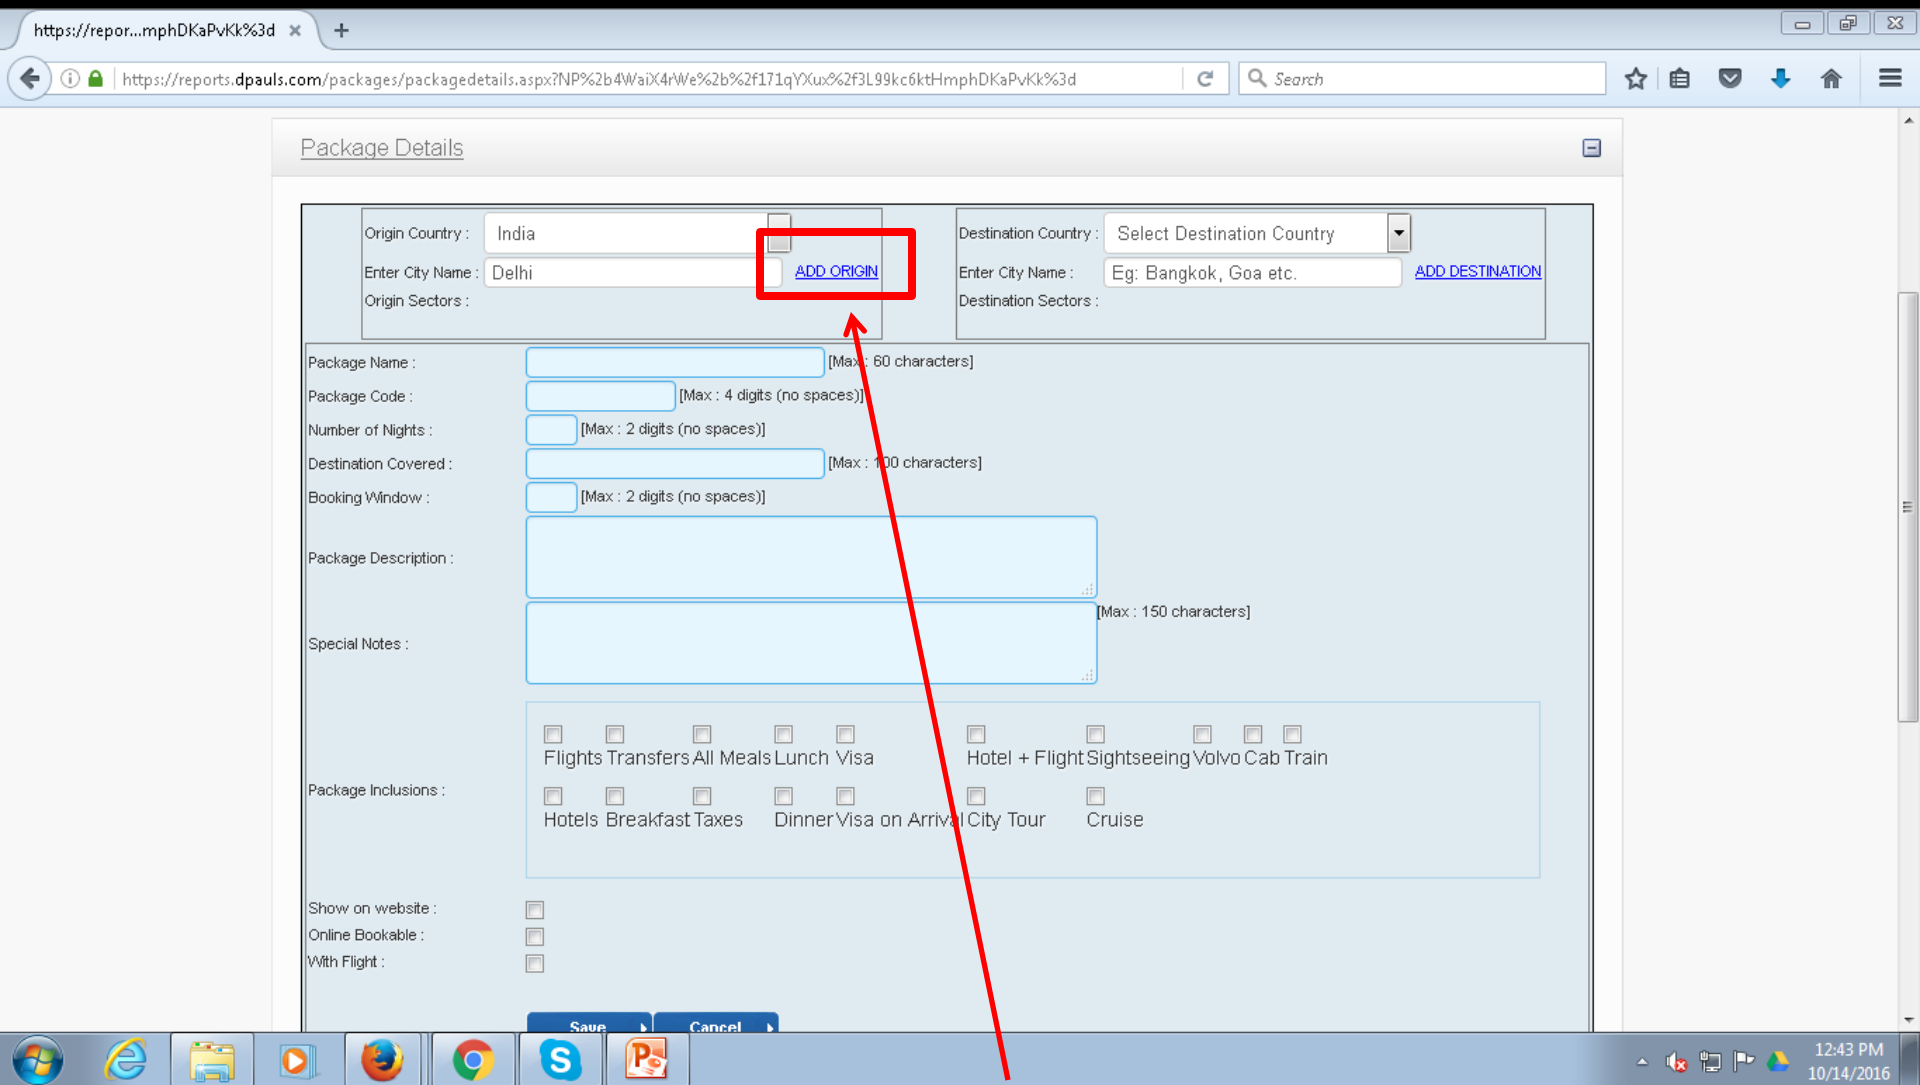 https://repor...mphDKaPvKk%3d
https://reports.dpauls.com/packages/packagedetails.aspx?NP%2b4WaiX4rWe%2b%2f171qYXux%2f3L99kc6ktHmphDKaPvKk%3d
Search
Package Details
Origin Country : India
Destination Country : Select Destination Country
Enter City Name : Delhi ADD ORIGIN
Enter City Name : Eg: Bangkok, Goa etc. ADD DESTINATION
Origin Sectors :
Destination Sectors :
Package Name : [Max : 60 characters]
Package Code : [Max : 4 digits (no spaces)]
Number of Nights : [Max : 2 digits (no spaces)]
Destination Covered : [Max : 100 characters]
Booking Window : [Max : 2 digits (no spaces)]
Package Description :
[Max : 150 characters]
Special Notes :
Flights Transfers All Meals Lunch Visa Hotel + Flight Sightseeing Volvo Cab Train
Package Inclusions :
Hotels Breakfast Taxes Dinner Visa on Arrival City Tour Cruise
Show on website :
Online Bookable :
With Flight :
Save Cancel
12:43 PM
10/14/2016